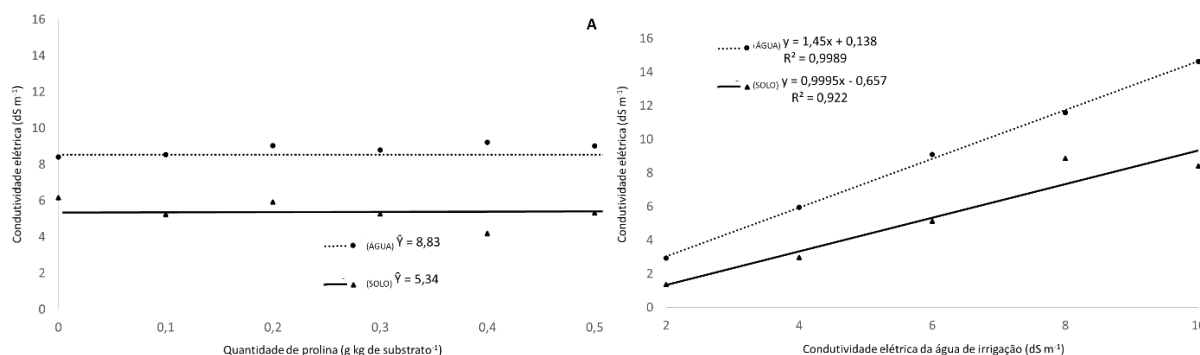 A
Condutividade elétrica (dS m⁻¹)
16
14
12
10
8
6
4
2
0
(ÁGUA) Ŷ = 8,83
(SOLO) Ŷ = 5,34
0 0,1 0,2 0,3 0,4 0,5
Quantidade de prolina (g kg de substrato⁻¹)
Condutividade elétrica (dS m⁻¹)
16
14
12
10
8
6
4
2
0
(ÁGUA) y = 1,45x + 0,138
R² = 0,9989
(SOLO) y = 0,9995x - 0,657
R² = 0,922
2 4 6 8 10
Condutividade elétrica da água de irrigação (dS m⁻¹)